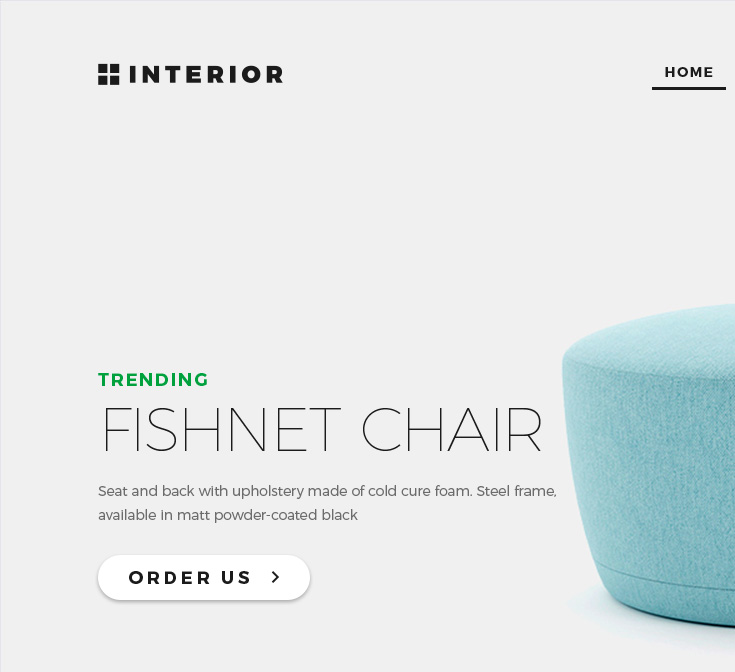 INTERIOR
HOME
TRENDING
FISHNET CHAIR
Seat and back with upholstery made of cold cure foam. Steel frame,
available in matt powder-coated black
ORDER US